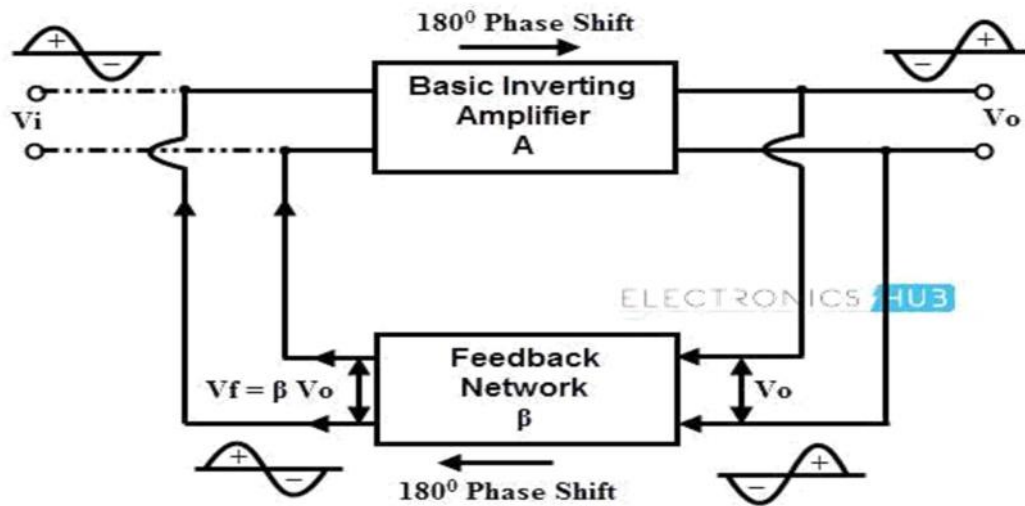 180⁰ Phase Shift
+
−
−
+
Basic Inverting
Amplifier
A
Vi
Vo
ELECTRONICS HUB
Feedback
Network
β
Vf = β Vo
Vo
+
−
180⁰ Phase Shift
−
+